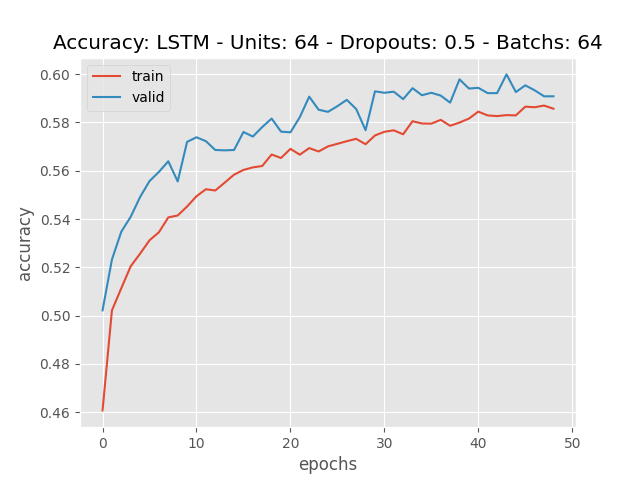 Accuracy: LSTM - Units: 64 - Dropouts: 0.5 - Batchs: 64
train
valid
0.60
0.58
0.56
0.54
0.52
0.50
0.48
0.46
accuracy
0 10 20 30 40 50
epochs